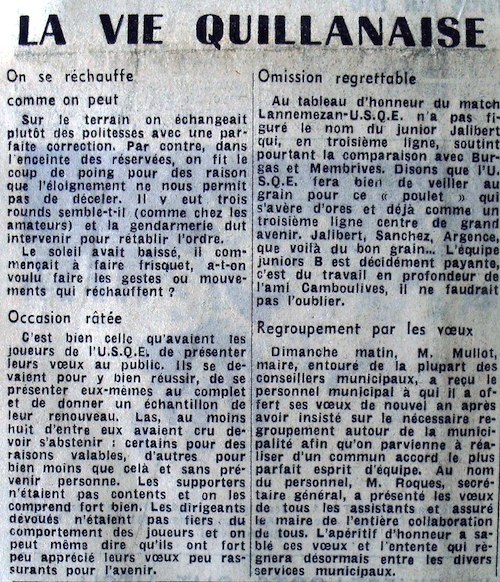 LA VIE QUILLANAISE
On se réchauffe
comme on peut
Sur le terrain on échangeait
plutôt des politesses avec une par-
faite correction. Par contre, dans
l'enceinte des réservées, on fit le
coup de poing pour des raison
que l'éloignement ne nous permit
pas de déceler. Il y eut trois
rounds semble-t-il (comme chez les
amateurs) et la gendarmerie dut
intervenir pour rétablir l'ordre.
Le soleil avait baissé, il com-
mençait à faire frisquet, a-t-on
voulu faire les gestes ou mouve-
ments qui réchauffent ?
Occasion râtée
C'est bien celle qu'avaient les
joueurs de l'U.S.Q.E. de présenter
leurs vœux au public. Ils se de-
vaient pour y bien réussir, de se
présenter eux-mêmes au complet
et de donner un échantillon de
leur renouveau. Las, au moins
huit d'entre eux avaient cru de-
voir s'abstenir : certains pour des
raisons valables, d'autres pour
bien moins que celà et sans pré-
venir personne. Les supporters
n'étaient pas contents et on les
comprend fort bien. Les dirigeants
dévoués n'étaient pas fiers du
comportement des joueurs et on
peut même dire qu'ils ont fort
peu apprécié leurs vœux peu ras-
surants pour l'avenir.
Omission regrettable
Au tableau d'honneur du match
Lannemezan-U.S.Q.E. n'a pas fi-
guré le nom du junior Jalibert
qui, en troisième ligne, soutint
pourtant la comparaison avec Bur-
gas et Membrives. Disons que l'U.
S.Q.E. fera bien de veiller au
grain pour ce « poulet » qui
s'avère d'ores et déjà comme un
troisième ligne centre de grand
avenir. Jalibert, Sanchez, Argence,
que voilà du bon grain... L'équipe
juniors B est décidément payante,
c'est du travail en profondeur de
l'ami Camboulives, il ne faudrait
pas l'oublier.
Regroupement par les vœux
Dimanche matin, M. Mullot,
maire, entouré de la plupart des
conseillers municipaux, a reçu le
personnel municipal à qui il a of-
fert ses vœux de nouvel an après
avoir insisté sur le nécessaire re-
groupement autour de la munici-
palité afin qu'on parvienne à réa-
liser d'un commun accord le plus
parfait esprit d'équipe. Au nom
du personnel, M. Roques, secré-
taire général, a présenté les vœux
de tous les assistants et assuré
le maire de l'entière collaboration
de tous. L'apéritif d'honneur a sa-
blé ces vœux et l'entente qui rè-
gnera désormais entre les divers
services municipaux.